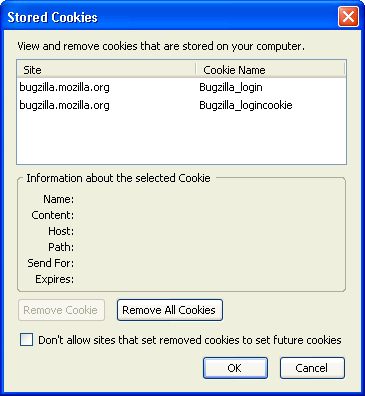 Stored Cookies
View and remove cookies that are stored on your computer.
Site Cookie Name
bugzilla.mozilla.org Bugzilla_login
bugzilla.mozilla.org Bugzilla_logincookie
Information about the selected Cookie
Name:
Content:
Host:
Path:
Send For:
Expires:
Remove Cookie Remove All Cookies
Don't allow sites that set removed cookies to set future cookies
OK Cancel